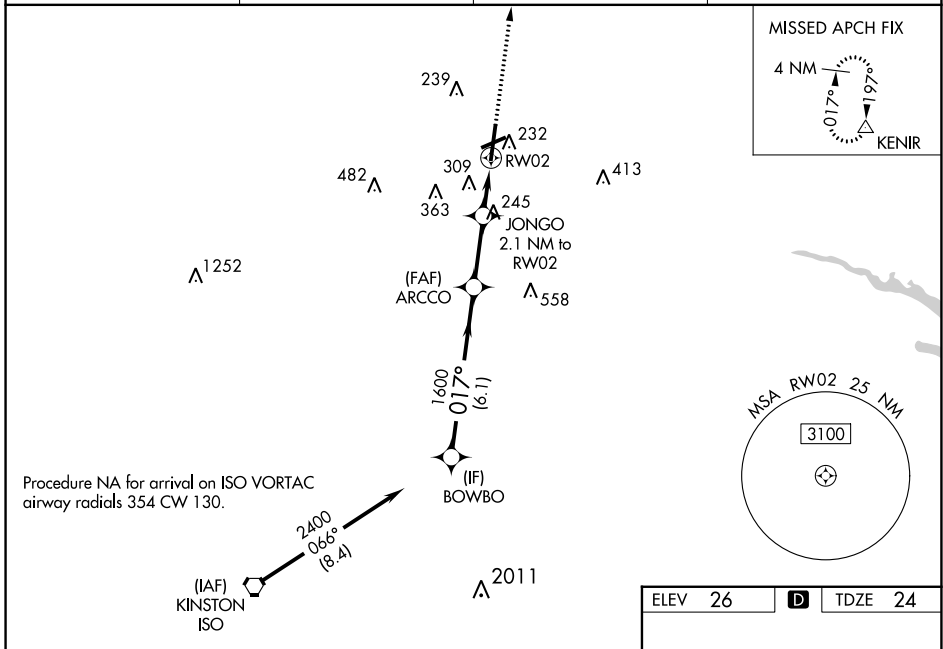 MISSED APCH FIX
4 NM
017°
197°
KENIR
239
232
RW02
309
482
363
413
245
JONGO
2.1 NM to
RW02
1252
(FAF)
ARCCO
558
1600
017°
(6.1)
MSA RW02 25 NM
3100
(IF)
BOWBO
Procedure NA for arrival on ISO VORTAC
airway radials 354 CW 130.
2400
066°
(8.4)
(IAF)
KINSTON
ISO
2011
ELEV 26 D TDZE 24